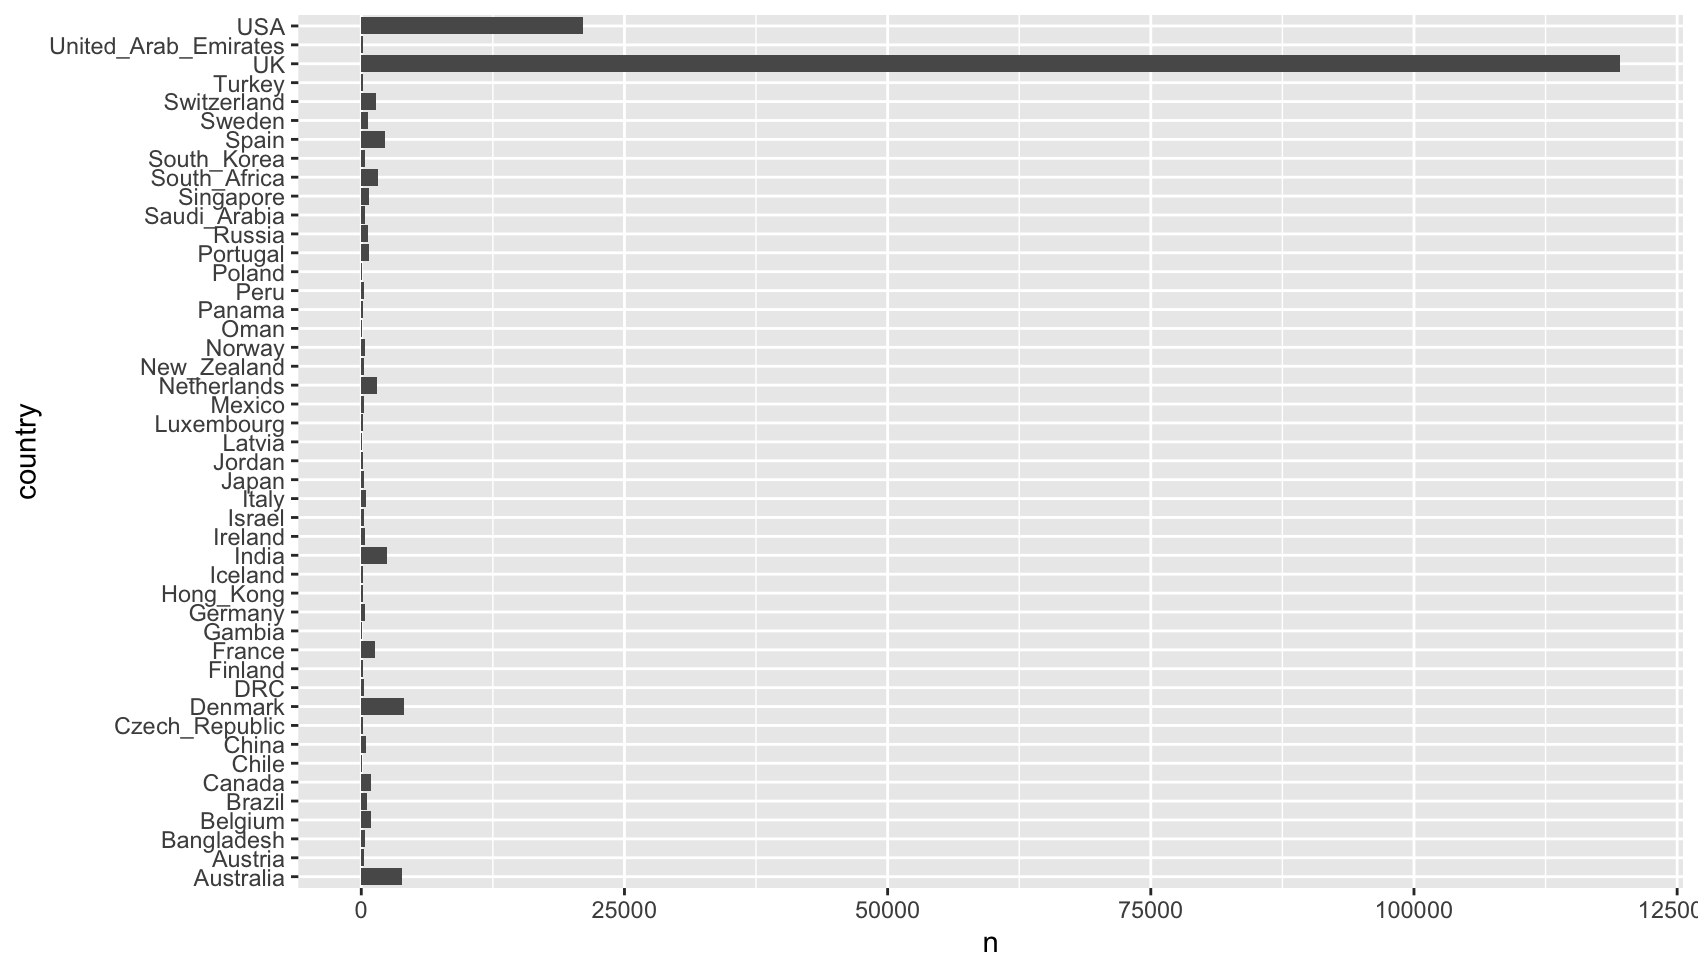 USA
United_Arab_Emirates
UK
Turkey
Switzerland
Sweden
Spain
South_Korea
South_Africa
Singapore
Saudi_Arabia
Russia
Portugal
Poland
Peru
Panama
Oman
Norway
New_Zealand
Netherlands
Mexico
Luxembourg
Latvia
Jordan
Japan
Italy
Israel
Ireland
India
Iceland
Hong_Kong
Germany
Gambia
France
Finland
DRC
Denmark
Czech_Republic
China
Chile
Canada
Brazil
Belgium
Bangladesh
Austria
Australia
country
0 25000 50000 75000 100000 12500
n